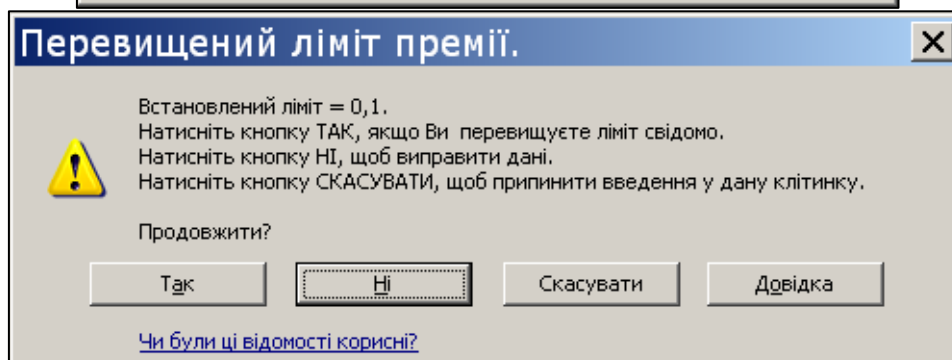 Перевищений ліміт премії.
Встановлений ліміт = 0,1.
Натисніть кнопку ТАК, якщо Ви перевищуєте ліміт свідомо.
Натисніть кнопку НІ, щоб виправити дані.
Натисніть кнопку СКАСУВАТИ, щоб припинити введення у дану клітинку.
Продовжити?
Так Ні Скасувати Довідка
Чи були ці відомості корисні?